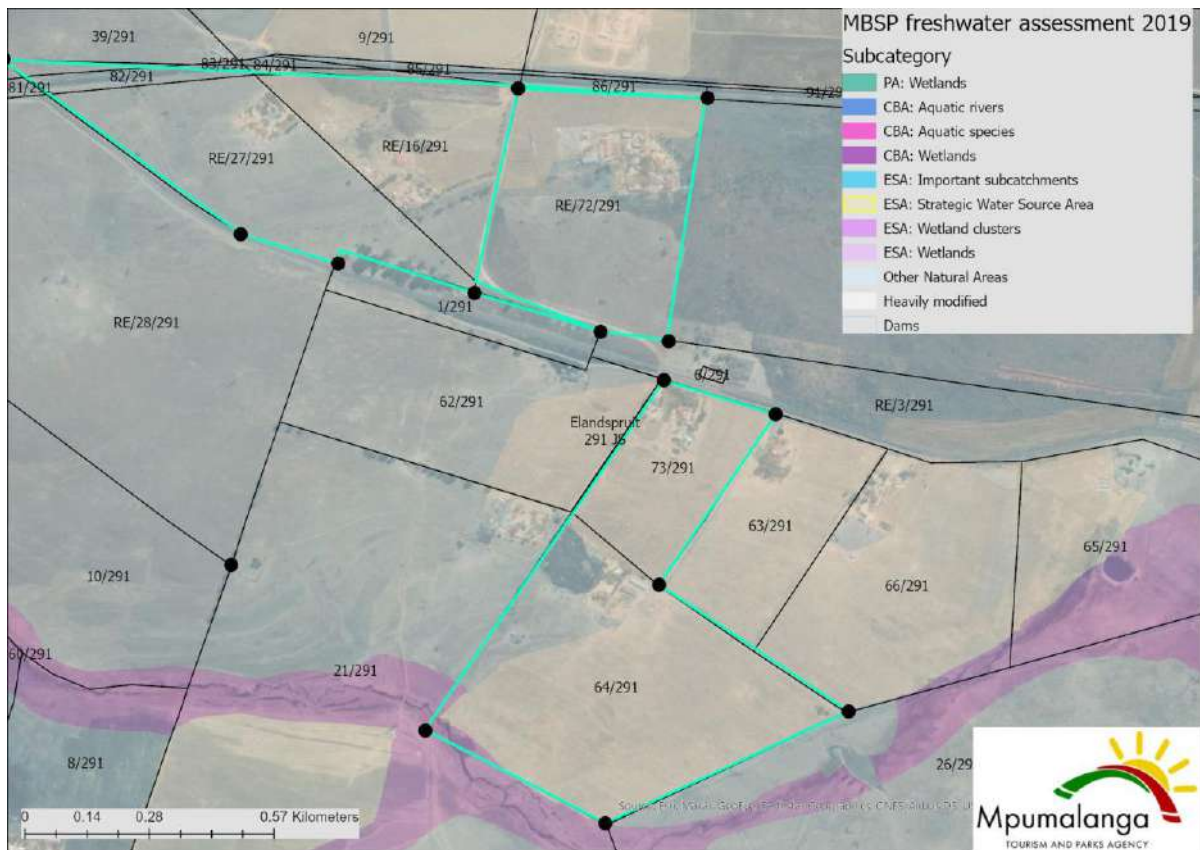 MBSP freshwater assessment 2019
Subcategory
PA: Wetlands
CBA: Aquatic rivers
CBA: Aquatic species
CBA: Wetlands
ESA: Important subcatchments
ESA: Strategic Water Source Area
ESA: Wetland clusters
ESA: Wetlands
Other Natural Areas
Heavily modified
Dams
39/291
9/291
83/291
84/291
85/291
82/291
81/291
86/291
RE/16/291
RE/27/291
RE/72/291
1/291
RE/28/291
6/291
62/291
RE/3/291
Elandspruit
291 JS
73/291
63/291
65/291
10/291
66/291
60/291
21/291
64/291
8/291
0 0.14 0.28 0.57 Kilometers
Mpumalanga
TOURISM AND PARKS AGENCY